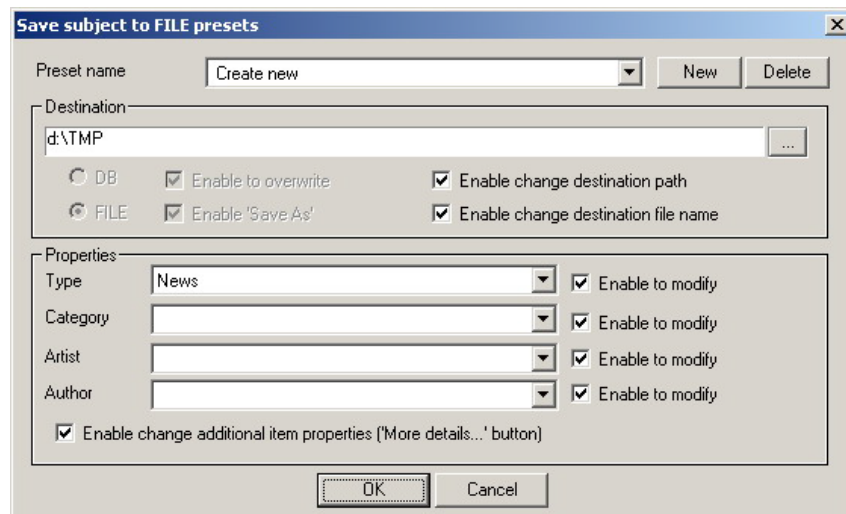 Save subject to FILE presets
Preset name Create new New Delete
Destination
d:\TMP ...
DB Enable to overwrite Enable change destination path
FILE Enable 'Save As' Enable change destination file name
Properties
Type News Enable to modify
Category Enable to modify
Artist Enable to modify
Author Enable to modify
Enable change additional item properties ('More details...' button)
OK Cancel